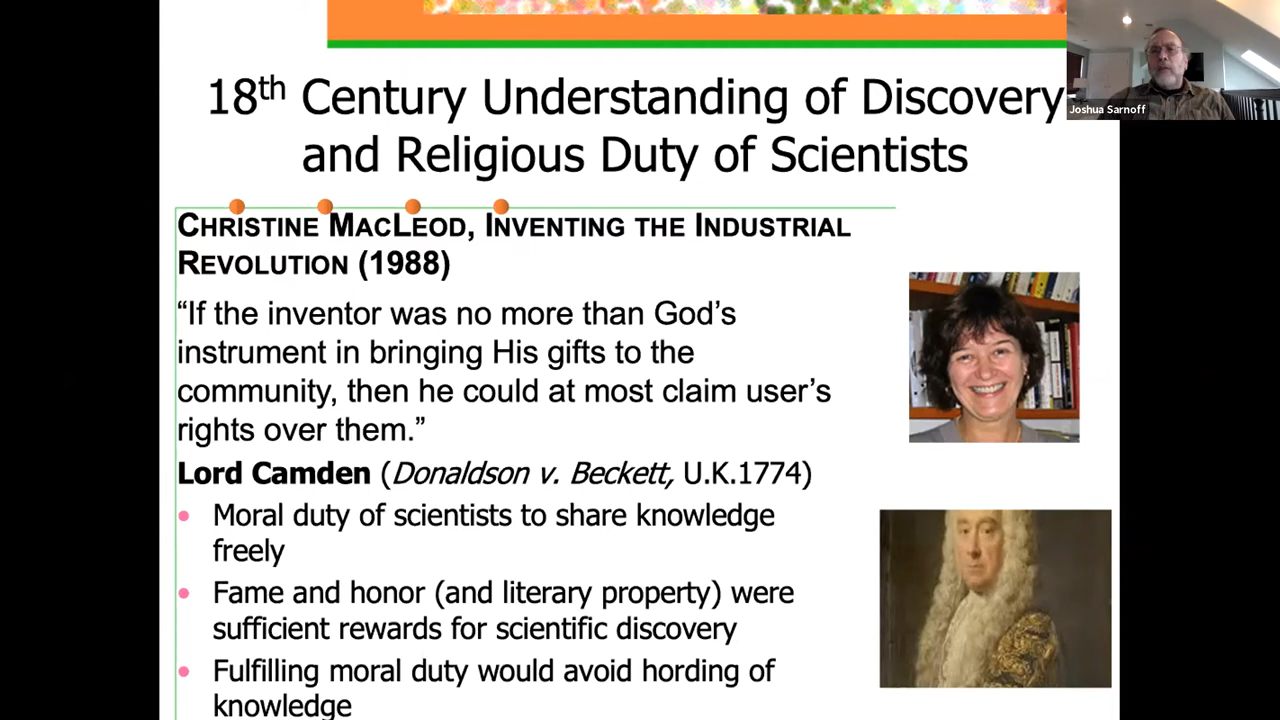 18th Century Understanding of Discovery
and Religious Duty of Scientists
Joshua Sarnoff
CHRISTINE MACLEOD, INVENTING THE INDUSTRIAL
REVOLUTION (1988)
“If the inventor was no more than God’s
instrument in bringing His gifts to the
community, then he could at most claim user’s
rights over them.”
Lord Camden (Donaldson v. Beckett, U.K.1774)
Moral duty of scientists to share knowledge
freely
Fame and honor (and literary property) were
sufficient rewards for scientific discovery
Fulfilling moral duty would avoid hording of
knowledge